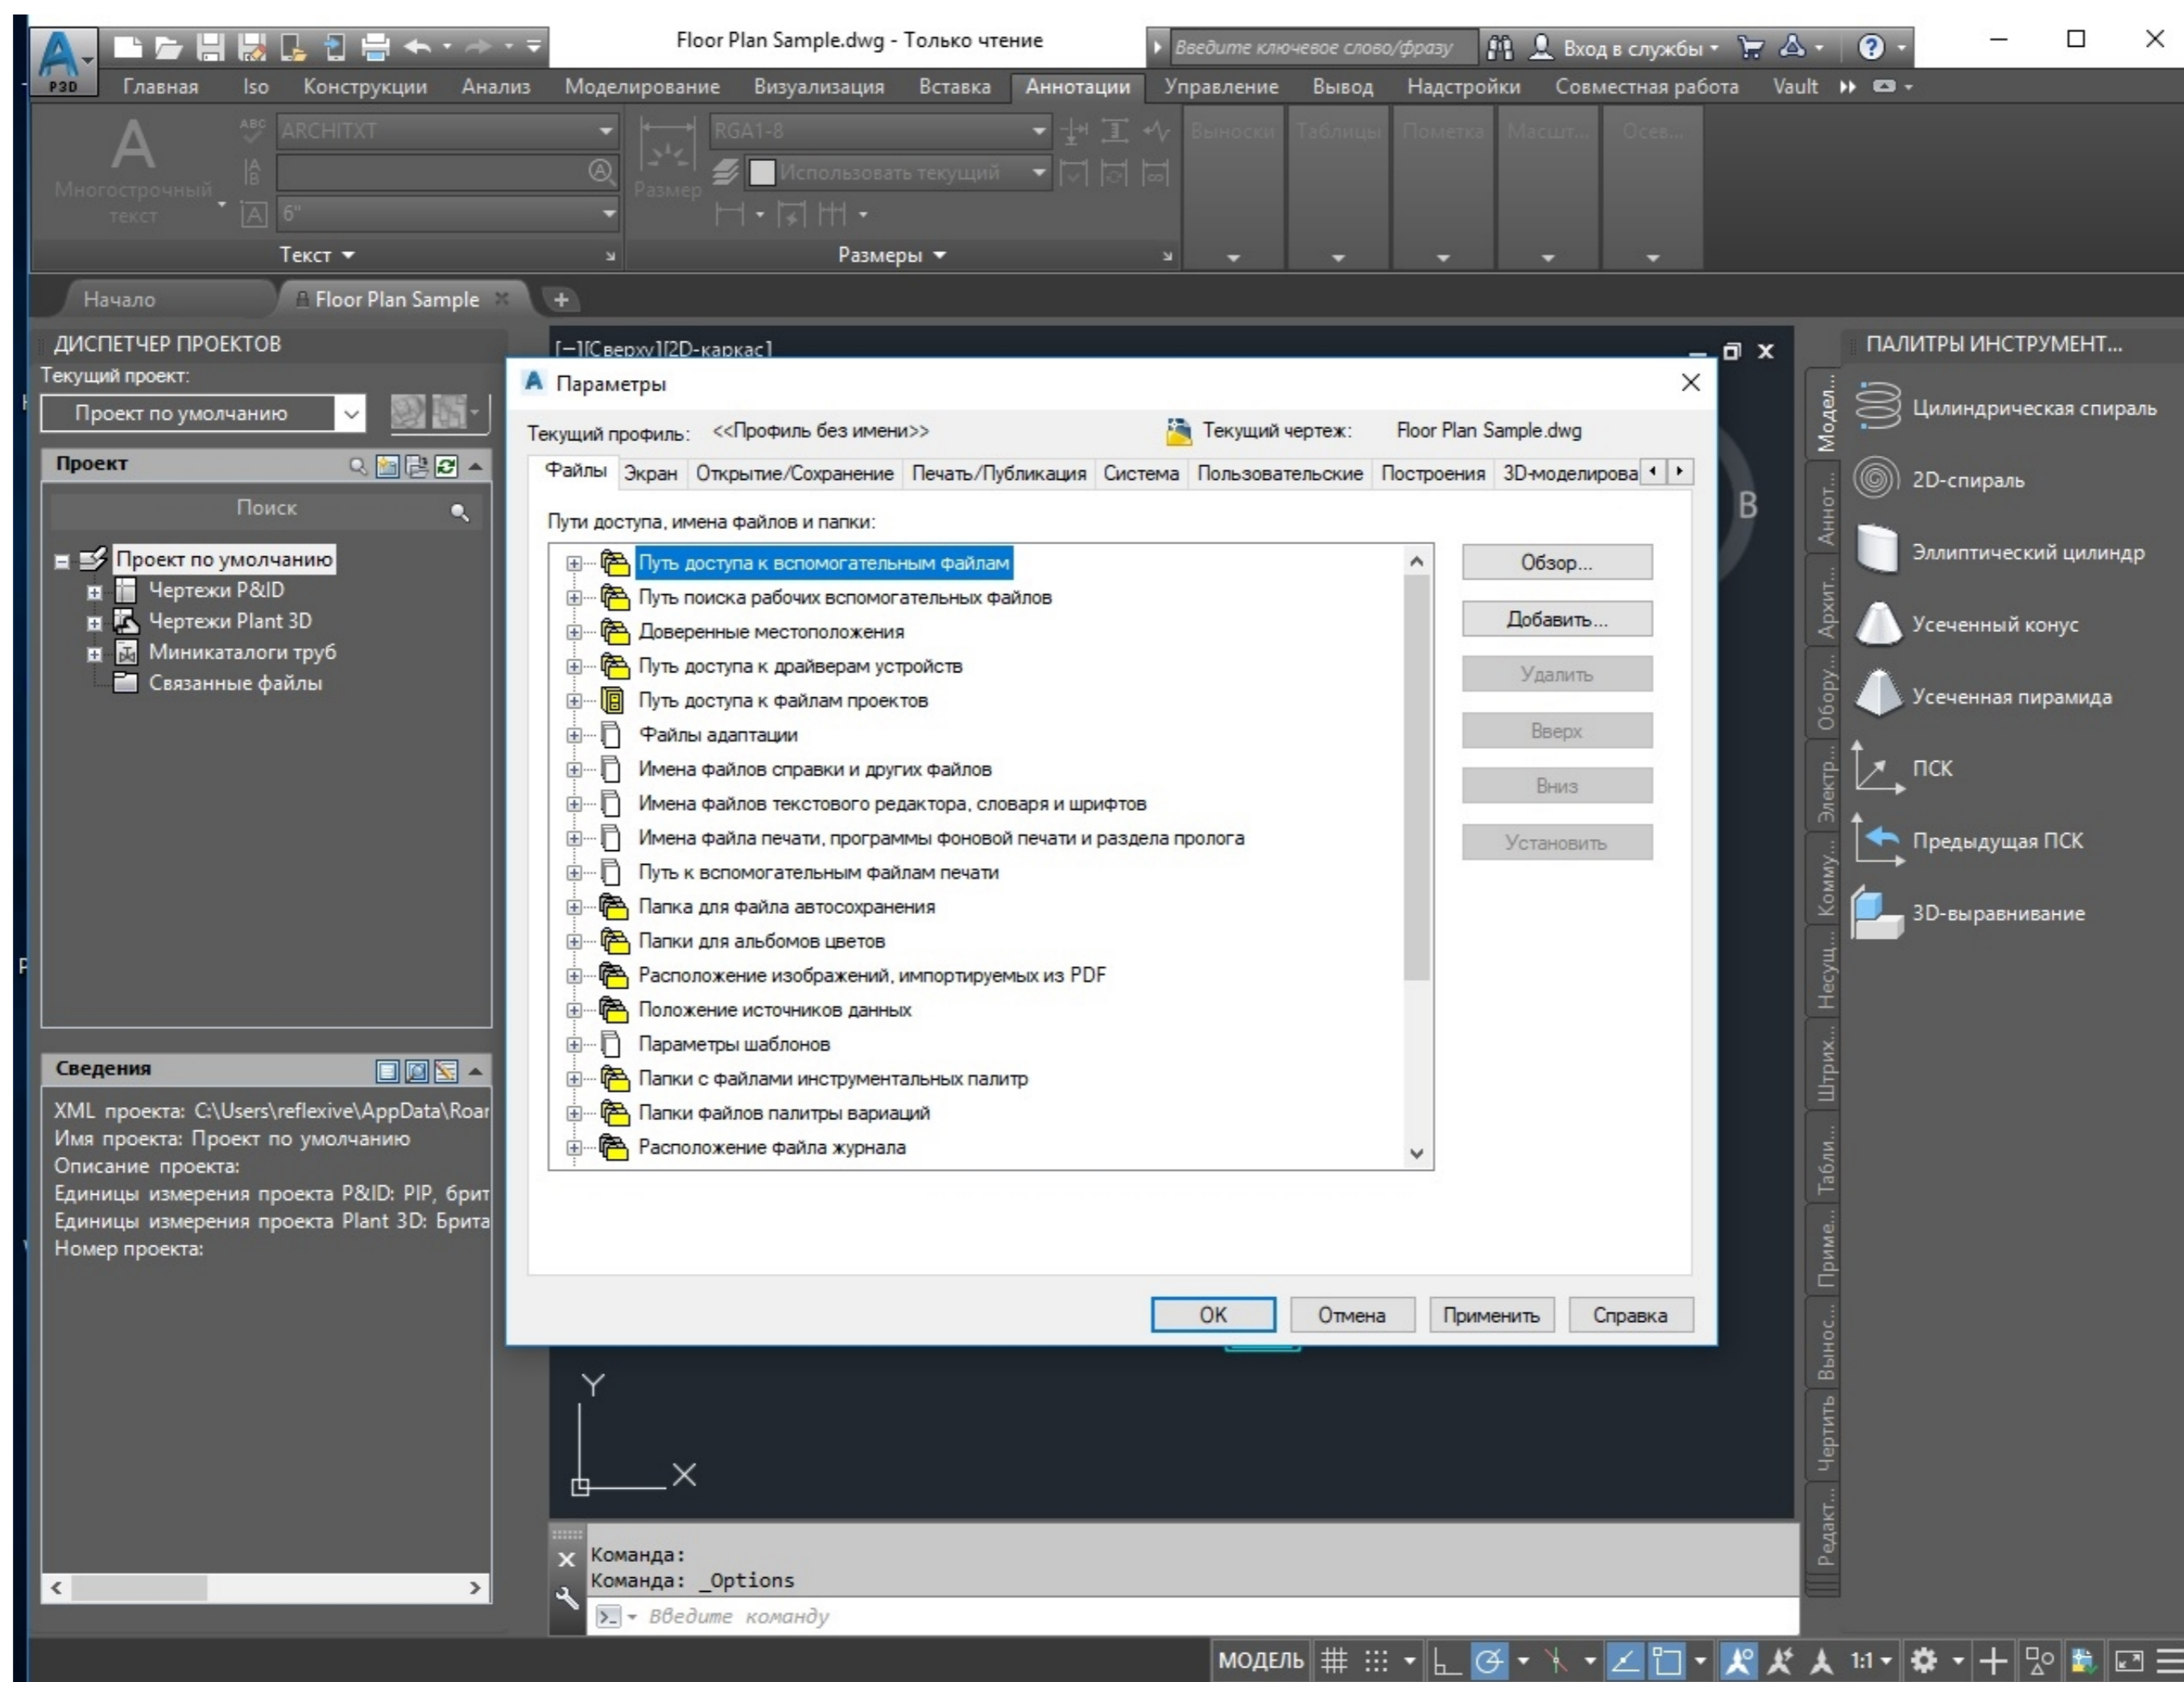 Floor Plan Sample.dwg - Только чтение
Введите ключевое слово/фразу
Вход в службы
P3D
Главная Iso Конструкции Анализ Моделирование Визуализация Вставка Аннотации Управление Вывод Надстройки Совместная работа Vault
Многострочный текст
ARCHITXT
6"
Текст
Размер
RGA1-8
Использовать текущий
Размеры
Выноски Таблицы Пометка Масшт... Осев...
Начало
Floor Plan Sample
ДИСПЕТЧЕР ПРОЕКТОВ
Текущий проект:
Проект по умолчанию
Проект
Поиск
Проект по умолчанию
Чертежи P&ID
Чертежи Plant 3D
Миникаталоги труб
Связанные файлы
Сведения
XML проекта: C:\Users\reflexive\AppData\Roar
Имя проекта: Проект по умолчанию
Описание проекта:
Единицы измерения проекта P&ID: PIP, брит
Единицы измерения проекта Plant 3D: Брита
Номер проекта:
[−][Сверху][2D-каркас]
В
Параметры
Текущий профиль: <<Профиль без имени>>
Текущий чертеж: Floor Plan Sample.dwg
Файлы Экран Открытие/Сохранение Печать/Публикация Система Пользовательские Построения 3D-моделирова
Пути доступа, имена файлов и папки:
Путь доступа к вспомогательным файлам
Путь поиска рабочих вспомогательных файлов
Доверенные местоположения
Путь доступа к драйверам устройств
Путь доступа к файлам проектов
Файлы адаптации
Имена файлов справки и других файлов
Имена файлов текстового редактора, словаря и шрифтов
Имена файла печати, программы фоновой печати и раздела пролога
Путь к вспомогательным файлам печати
Папка для файла автосохранения
Папки для альбомов цветов
Расположение изображений, импортируемых из PDF
Положение источников данных
Параметры шаблонов
Папки с файлами инструментальных палитр
Папки файлов палитры вариаций
Расположение файла журнала
Обзор...
Добавить...
Удалить
Вверх
Вниз
Установить
OK Отмена Применить Справка
Y
X
Команда:
Команда: _Options
Введите команду
ПАЛИТРЫ ИНСТРУМЕНТ...
Модел...
Аннот...
Архит...
Обору...
Электр...
Комму...
Несущ...
Штрих...
Табли...
Приме...
Вынос...
Чертить
Редакт...
Цилиндрическая спираль
2D-спираль
Эллиптический цилиндр
Усеченный конус
Усеченная пирамида
ПСК
Предыдущая ПСК
3D-выравнивание
МОДЕЛЬ
1:1